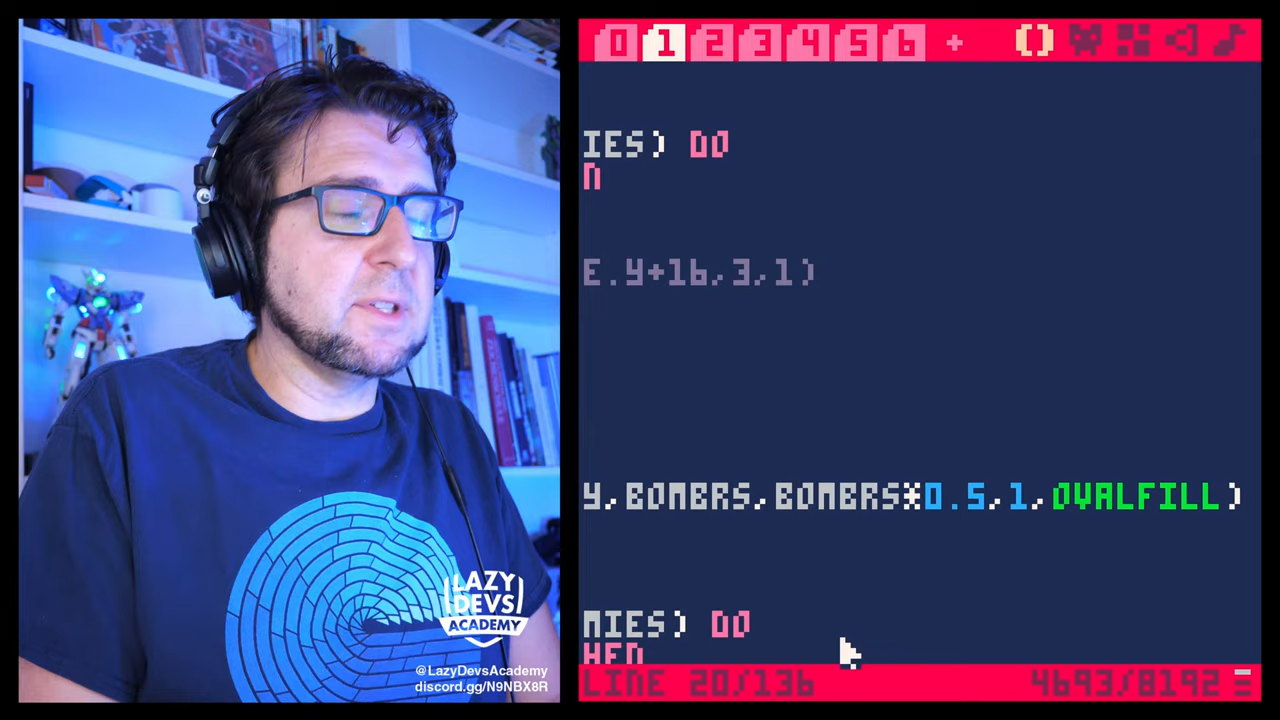 0 1 2 3 4 5 6 + ()
IES) DO
N
E.Y+16,3,1)
Y,BOMBRS,BOMBRS*0.5,1,OVALFILL)
MIES) DO
HEN
LINE 20/136 4693/8192
LAZY
DEVS
ACADEMY
@LazyDevsAcademy
discord.gg/N9NBX8R